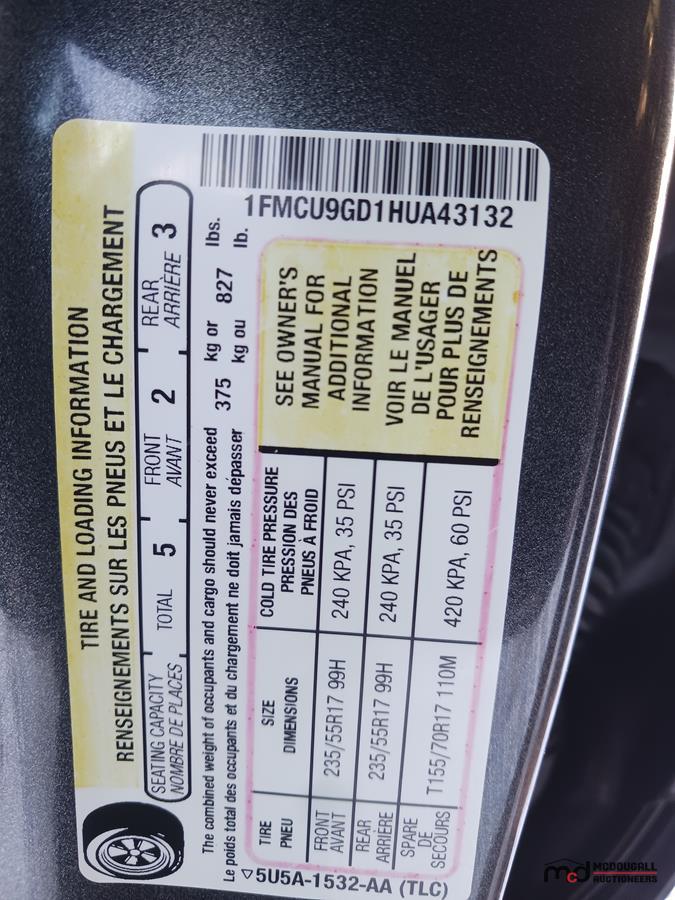 TIRE AND LOADING INFORMATION
RENSEIGNEMENTS SUR LES PNEUS ET LE CHARGEMENT
SEATING CAPACITY TOTAL 5 FRONT 2 REAR 3
NOMBRE DE PLACES AVANT ARRIÈRE
The combined weight of occupants and cargo should never exceed 375 kg or 827 lbs.
Le poids total des occupants et du chargement ne doit jamais dépasser kg ou lb.
1FMCU9GD1HUA43132
TIRE SIZE COLD TIRE PRESSURE
PNEU DIMENSIONS PRESSION DES
PNEUS À FROID
FRONT 235/55R17 99H 240 KPA, 35 PSI
AVANT
REAR 235/55R17 99H 240 KPA, 35 PSI
ARRIÈRE
SPARE T155/70R17 110M 420 KPA, 60 PSI
DE
SECOURS
SEE OWNER'S
MANUAL FOR
ADDITIONAL
INFORMATION
VOIR LE MANUEL
DE L'USAGER
POUR PLUS DE
RENSEIGNEMENTS
5U5A-1532-AA (TLC)
mcd MCDOUGALL
AUCTIONEERS